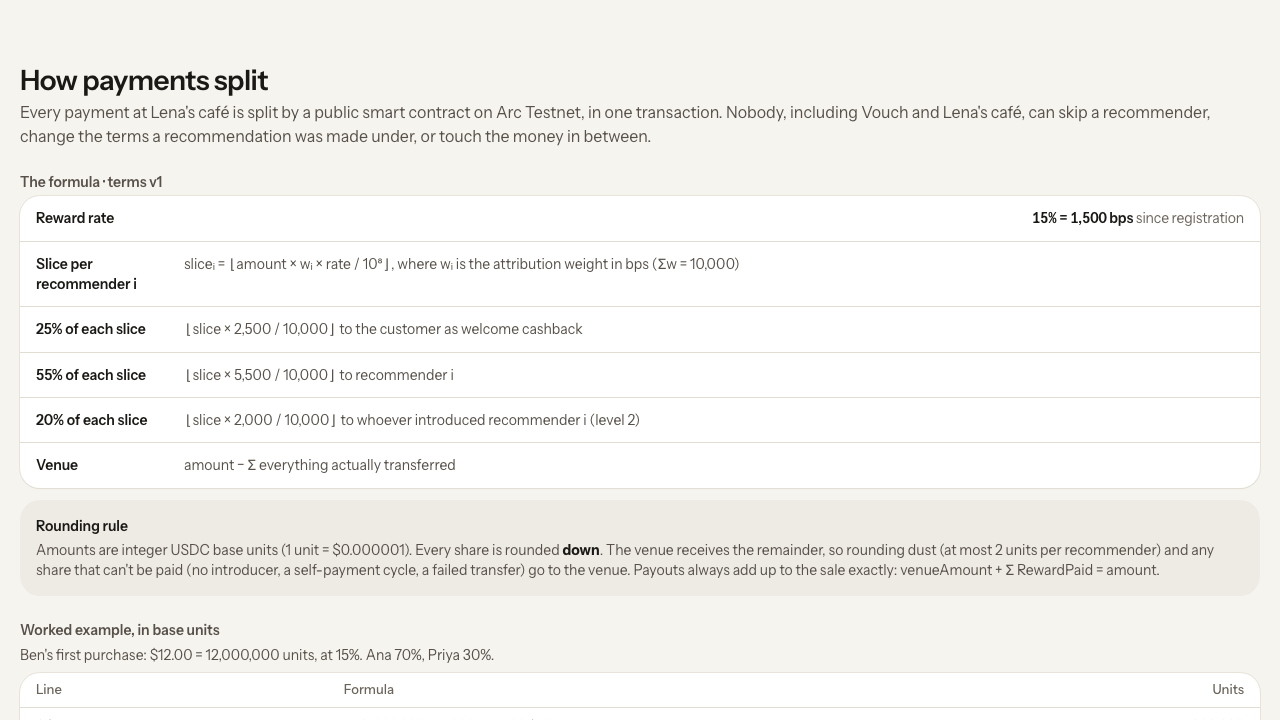 How payments split
Every payment at Lena's café is split by a public smart contract on Arc Testnet, in one transaction. Nobody, including Vouch and Lena's café, can skip a recommender,
change the terms a recommendation was made under, or touch the money in between.
The formula · terms v1
Reward rate
15% = 1,500 bps since registration
Slice per
recommender i
sliceᵢ = ⌊amount × wᵢ × rate / 10⁸⌋, where wᵢ is the attribution weight in bps (Σw = 10,000)
25% of each slice
⌊slice × 2,500 / 10,000⌋ to the customer as welcome cashback
55% of each slice
⌊slice × 5,500 / 10,000⌋ to recommender i
20% of each slice
⌊slice × 2,000 / 10,000⌋ to whoever introduced recommender i (level 2)
Venue
amount − Σ everything actually transferred
Rounding rule
Amounts are integer USDC base units (1 unit = $0.000001). Every share is rounded down. The venue receives the remainder, so rounding dust (at most 2 units per recommender) and any
share that can't be paid (no introducer, a self-payment cycle, a failed transfer) go to the venue. Payouts always add up to the sale exactly: venueAmount + Σ RewardPaid = amount.
Worked example, in base units
Ben's first purchase: $12.00 = 12,000,000 units, at 15%. Ana 70%, Priya 30%.
Line
Formula
Units